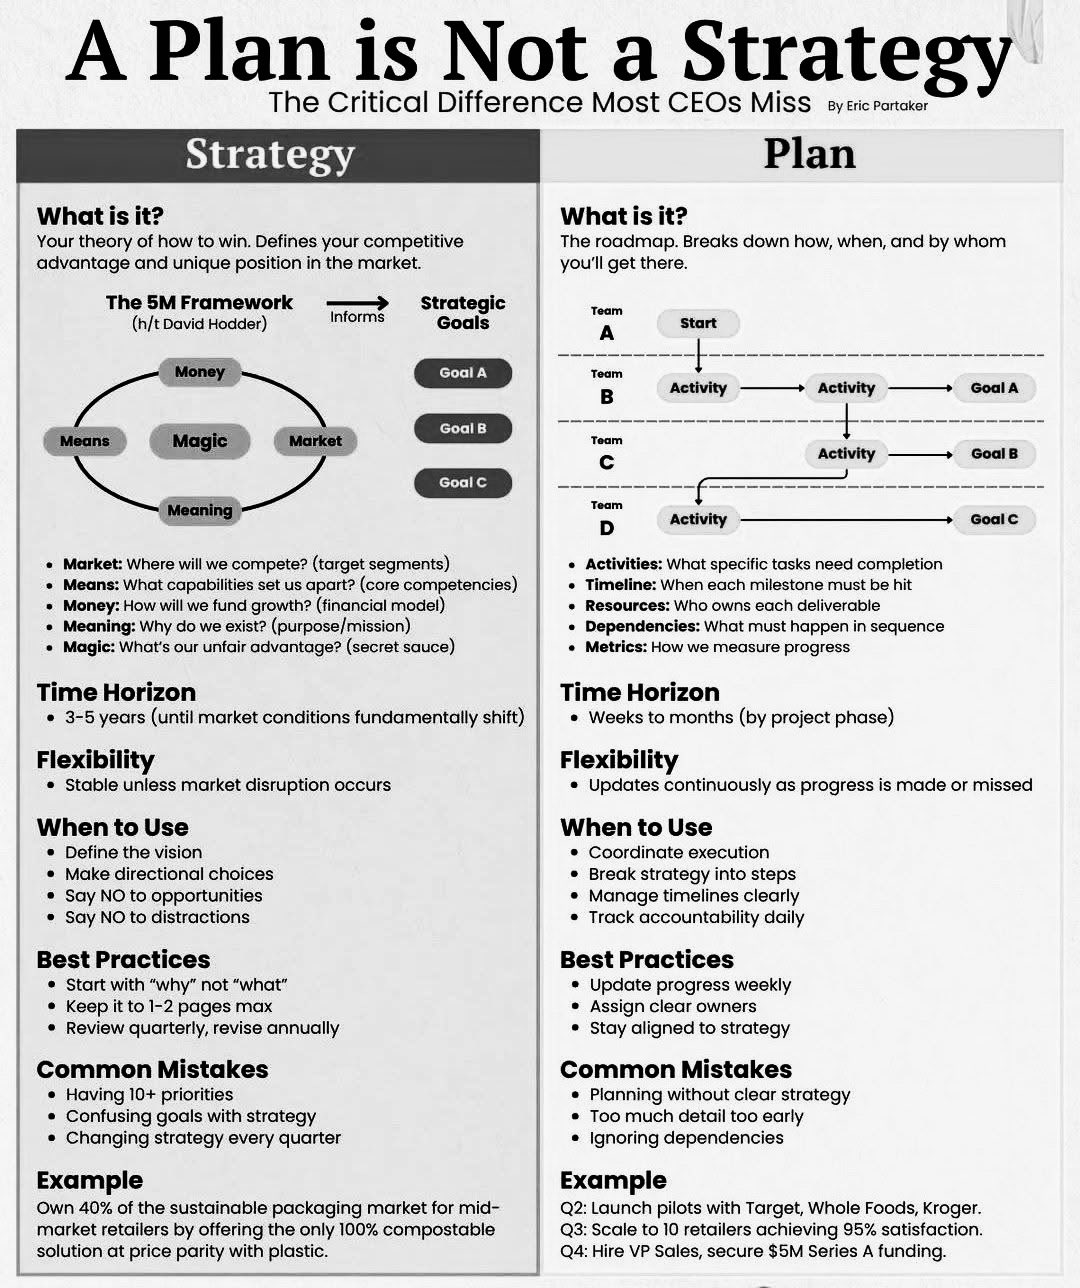 A Plan is Not a Strategy
The Critical Difference Most CEOs Miss By Eric Partaker
Strategy
What is it?
Your theory of how to win. Defines your competitive
advantage and unique position in the market.
The 5M Framework
(h/t David Hodder)
Informs
Strategic
Goals
Money
Means
Magic
Market
Meaning
Goal A
Goal B
Goal C
• Market: Where will we compete? (target segments)
• Means: What capabilities set us apart? (core competencies)
• Money: How will we fund growth? (financial model)
• Meaning: Why do we exist? (purpose/mission)
• Magic: What's our unfair advantage? (secret sauce)
Time Horizon
• 3-5 years (until market conditions fundamentally shift)
Flexibility
• Stable unless market disruption occurs
When to Use
• Define the vision
• Make directional choices
• Say NO to opportunities
• Say NO to distractions
Best Practices
• Start with “why” not “what”
• Keep it to 1-2 pages max
• Review quarterly, revise annually
Common Mistakes
• Having 10+ priorities
• Confusing goals with strategy
• Changing strategy every quarter
Example
Own 40% of the sustainable packaging market for mid-
market retailers by offering the only 100% compostable
solution at price parity with plastic.
Plan
What is it?
The roadmap. Breaks down how, when, and by whom
you'll get there.
Team
A
Start
Team
B
Activity
Activity
Goal A
Team
C
Activity
Goal B
Team
D
Activity
Goal C
• Activities: What specific tasks need completion
• Timeline: When each milestone must be hit
• Resources: Who owns each deliverable
• Dependencies: What must happen in sequence
• Metrics: How we measure progress
Time Horizon
• Weeks to months (by project phase)
Flexibility
• Updates continuously as progress is made or missed
When to Use
• Coordinate execution
• Break strategy into steps
• Manage timelines clearly
• Track accountability daily
Best Practices
• Update progress weekly
• Assign clear owners
• Stay aligned to strategy
Common Mistakes
• Planning without clear strategy
• Too much detail too early
• Ignoring dependencies
Example
Q2: Launch pilots with Target, Whole Foods, Kroger.
Q3: Scale to 10 retailers achieving 95% satisfaction.
Q4: Hire VP Sales, secure $5M Series A funding.